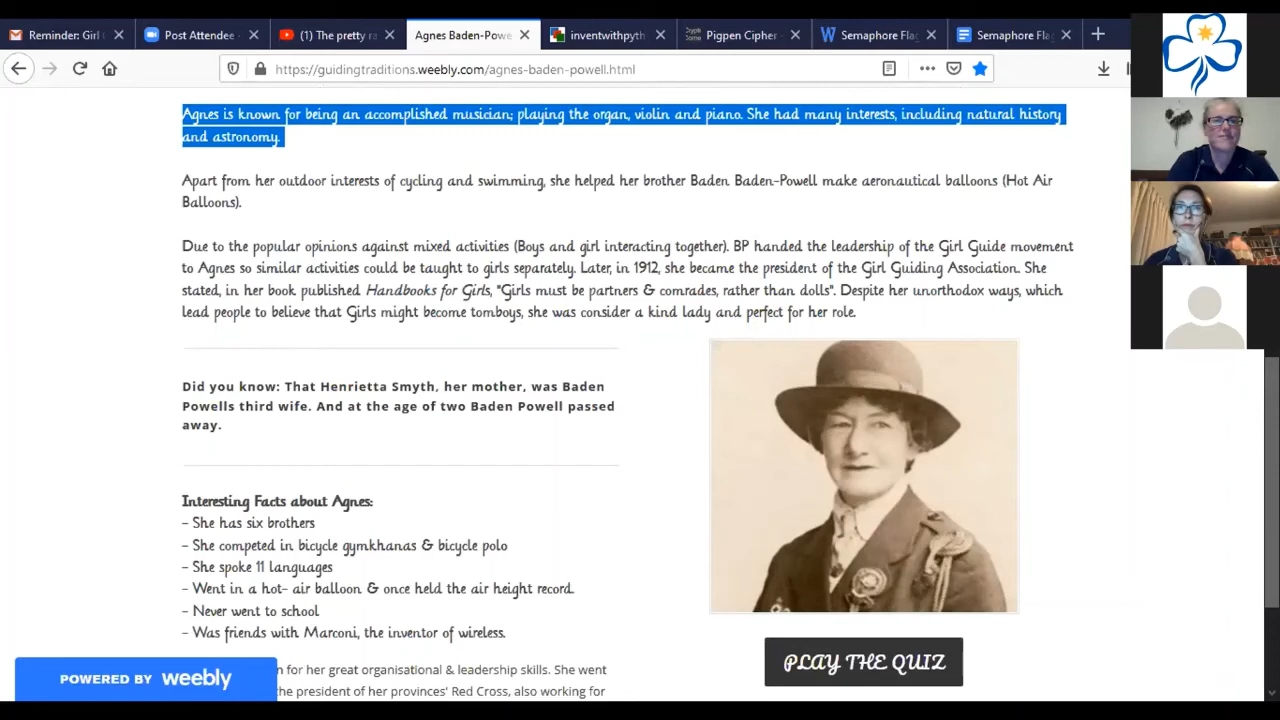 Reminder: Girl
Post Attendee -
(1) The pretty ra
Agnes Baden-Powe
inventwithpyth
Pigpen Cipher
Semaphore Flag
Semaphore Flag
https://guidingtraditions.weebly.com/agnes-baden-powell.html
Agnes is known for being an accomplished musician; playing the organ, violin and piano. She had many interests, including natural history
and astronomy.
Apart from her outdoor interests of cycling and swimming, she helped her brother Baden Baden-Powell make aeronautical balloons (Hot Air
Balloons).
Due to the popular opinions against mixed activities (Boys and girl interacting together). BP handed the leadership of the Girl Guide movement
to Agnes so similar activities could be taught to girls separately. Later, in 1912, she became the president of the Girl Guiding Association. She
stated, in her book published Handbooks for Girls, "Girls must be partners & comrades, rather than dolls". Despite her unorthodox ways, which
lead people to believe that Girls might become tomboys, she was consider a kind lady and perfect for her role.
Did you know: That Henrietta Smyth, her mother, was Baden
Powells third wife. And at the age of two Baden Powell passed
away.
Interesting Facts about Agnes:
- She has six brothers
- She competed in bicycle gymkhanas & bicycle polo
- She spoke 11 languages
- Went in a hot- air balloon & once held the air height record.
- Never went to school
- Was friends with Marconi, the inventor of wireless.
n for her great organisational & leadership skills. She went
the president of her provinces' Red Cross, also working for
PLAY THE QUIZ
POWERED BY weebly